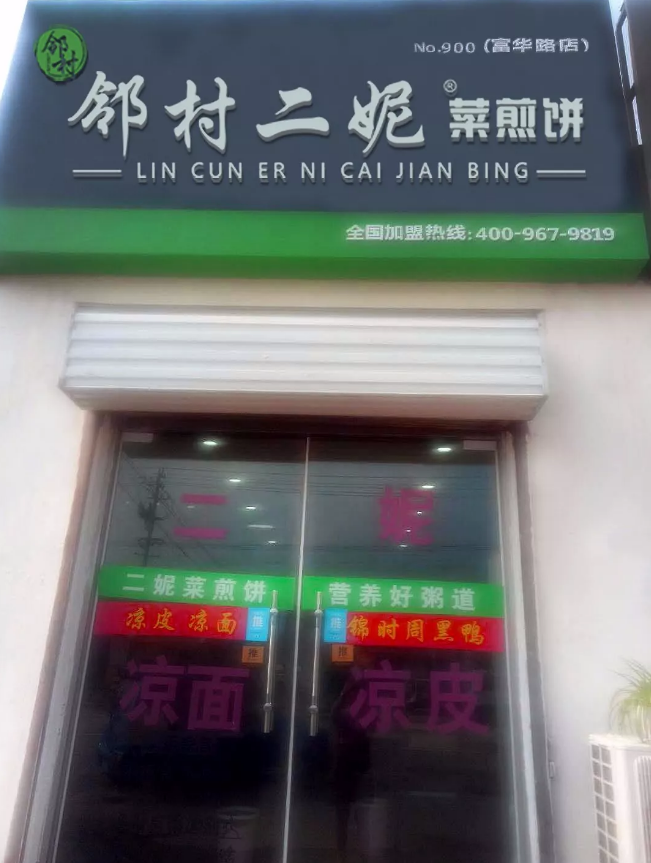 邻村
No.900 (富华路店)
邻村二妮®菜煎饼
LIN CUN ER NI CAI JIAN BING
全国加盟热线:400-967-9819
二 妮
二妮菜煎饼 营养好粥道
凉皮 凉面 推 推 锦时周黑鸭
推 推
凉面 凉皮